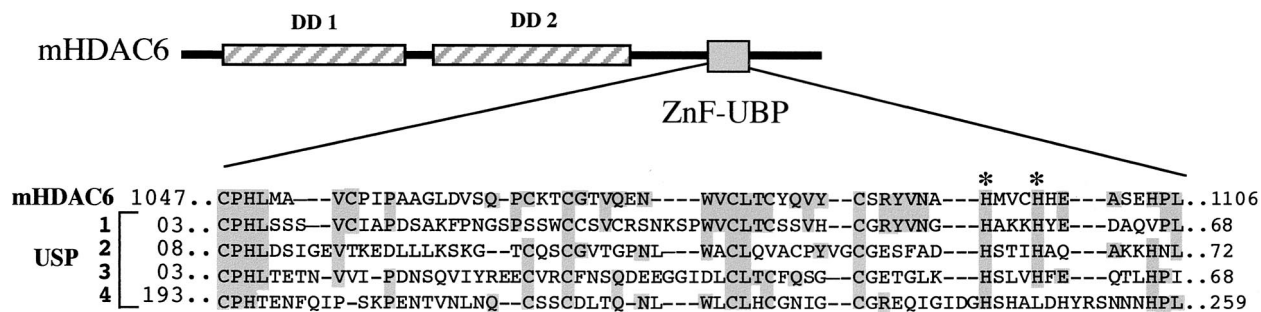 DD 1 DD 2
mHDAC6
ZnF-UBP
* *
mHDAC6 1047..CPHLMA--VCPIPAAGLDVSQ-PCKTCGTVQEN---WVCLTCYQVY--CSRYVNA---HMVCHHE---ASEHPL..1106
1 03..CPHLSSS-VCIAPDSAKFPNGSPSSWCCSVCRSNKSPWVCLTCSSVH--CGRYVNG---HAKKHYE---DAQVPL..68
USP 2 08..CPHLDSIGEVTKEDLLLKSKG--TCQSCGVTGPNL---WACLQVACPYVGCGESFAD---HSTIHAQ---AKKHNL..72
3 03..CPHLTETN-VVI-PDNSQVIYREECVRCFNSQDEEGGIDLCLTCFQSG--CGETGLK---HSLVHFE---QTLHPI..68
4 193..CPHTENFQIP-SKPENTVNLNQ--CSSCDLTQ--NL---WLCLHCGNIG--CGREQIGIDGHSHALDHYRSNNNHPL..259